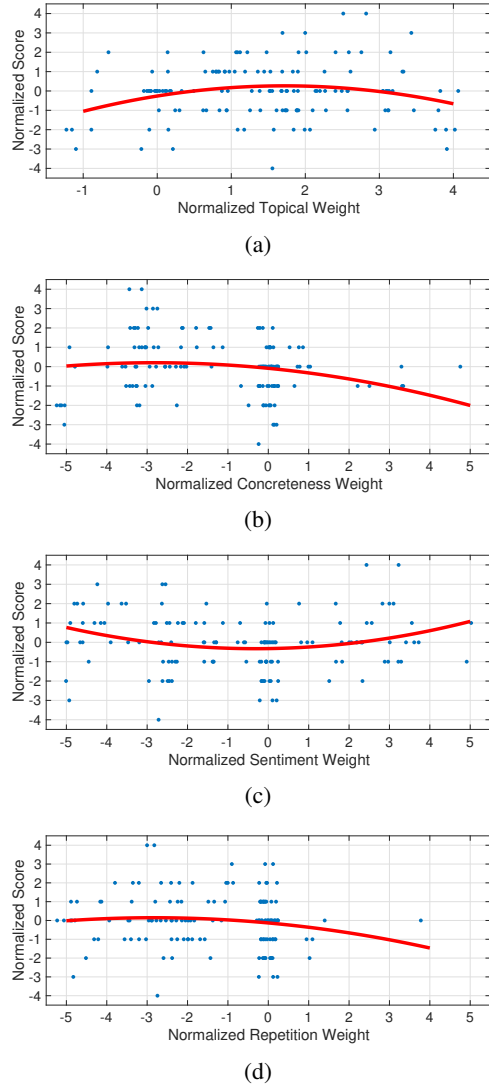 4
3
2
1
0
-1
-2
-3
-4
Normalized Score
-1 0 1 2 3 4
Normalized Topical Weight
(a)
4
3
2
1
0
-1
-2
-3
-4
Normalized Score
-5 -4 -3 -2 -1 0 1 2 3 4 5
Normalized Concreteness Weight
(b)
4
3
2
1
0
-1
-2
-3
-4
Normalized Score
-5 -4 -3 -2 -1 0 1 2 3 4 5
Normalized Sentiment Weight
(c)
4
3
2
1
0
-1
-2
-3
-4
Normalized Score
-5 -4 -3 -2 -1 0 1 2 3 4 5
Normalized Repetition Weight
(d)